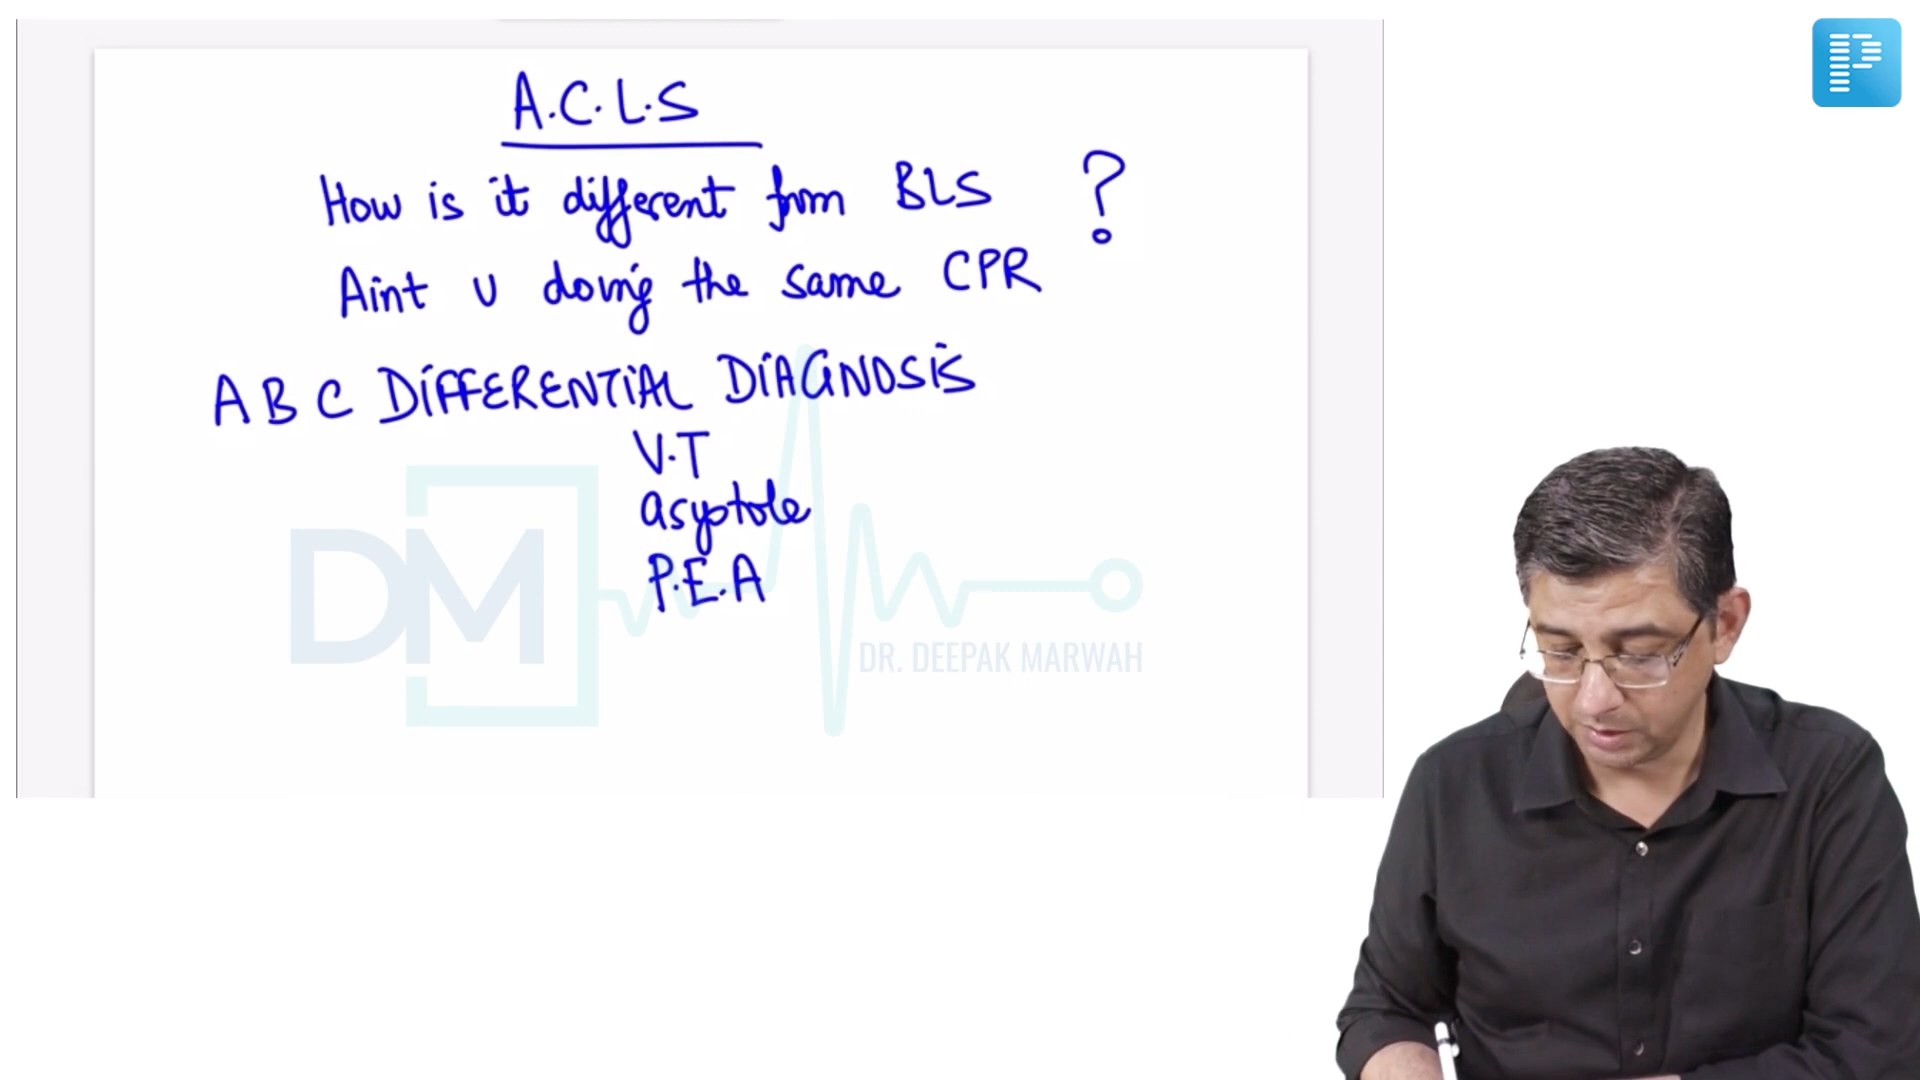 A.C.L.S
How is it different from BLS ?
Aint u doing the same CPR
A B C DIFFERENTIAL DIAGNOSIS
V.T
asystole
P.E.A
DM
DR. DEEPAK MARWAH
P